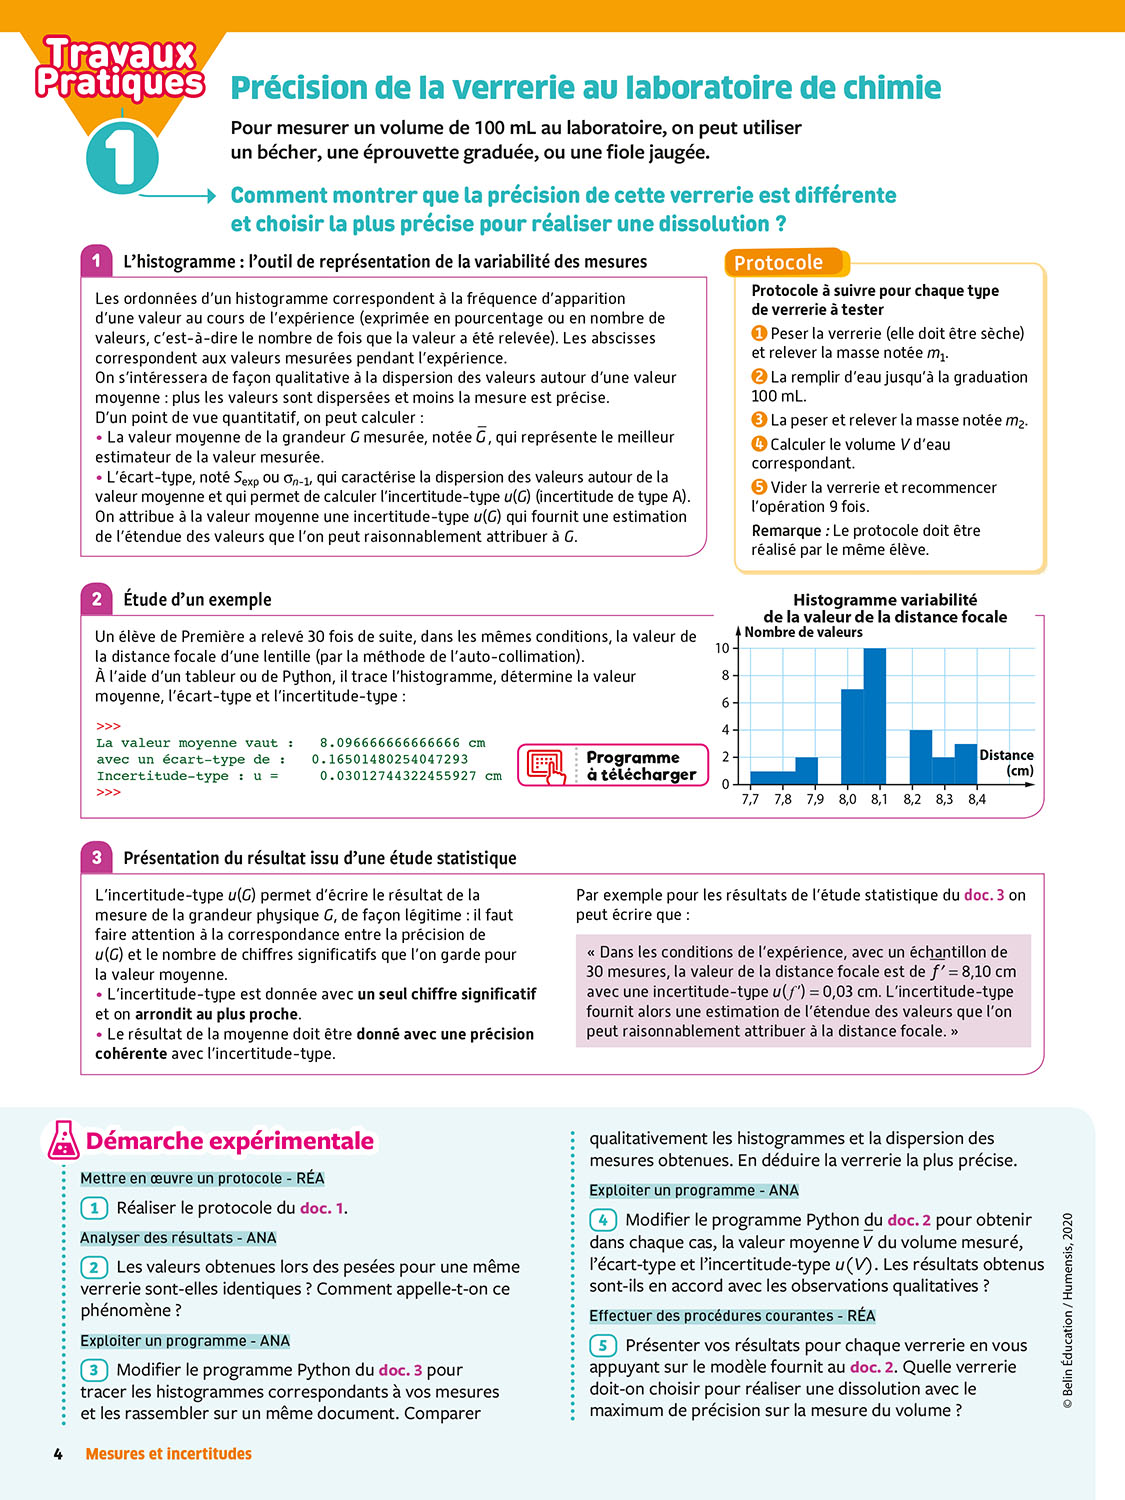 Travaux
Pratiques
1
Précision de la verrerie au laboratoire de chimie
Pour mesurer un volume de 100 mL au laboratoire, on peut utiliser
un bécher, une éprouvette graduée, ou une fiole jaugée.
Comment montrer que la précision de cette verrerie est différente
et choisir la plus précise pour réaliser une dissolution ?
1 L'histogramme : l'outil de représentation de la variabilité des mesures
Les ordonnées d'un histogramme correspondent à la fréquence d'apparition
d'une valeur au cours de l'expérience (exprimée en pourcentage ou en nombre de
valeurs, c'est-à-dire le nombre de fois que la valeur a été relevée). Les abscisses
correspondent aux valeurs mesurées pendant l'expérience.
On s'intéressera de façon qualitative à la dispersion des valeurs autour d'une valeur
moyenne : plus les valeurs sont dispersées et moins la mesure est précise.
D'un point de vue quantitatif, on peut calculer :
• La valeur moyenne de la grandeur G mesurée, notée G̅, qui représente le meilleur
estimateur de la valeur mesurée.
• L'écart-type, noté Sexp ou σn-1, qui caractérise la dispersion des valeurs autour de la
valeur moyenne et qui permet de calculer l'incertitude-type u(G) (incertitude de type A).
On attribue à la valeur moyenne une incertitude-type u(G) qui fournit une estimation
de l'étendue des valeurs que l'on peut raisonnablement attribuer à G.
Protocole
Protocole à suivre pour chaque type
de verrerie à tester
1 Peser la verrerie (elle doit être sèche)
et relever la masse notée m1.
2 La remplir d'eau jusqu'à la graduation
100 mL.
3 La peser et relever la masse notée m2.
4 Calculer le volume V d'eau
correspondant.
5 Vider la verrerie et recommencer
l'opération 9 fois.
Remarque : Le protocole doit être
réalisé par le même élève.
2 Étude d'un exemple
Un élève de Première a relevé 30 fois de suite, dans les mêmes conditions, la valeur de
la distance focale d'une lentille (par la méthode de l'auto-collimation).
À l'aide d'un tableur ou de Python, il trace l'histogramme, détermine la valeur
moyenne, l'écart-type et l'incertitude-type :
>>>
La valeur moyenne vaut : 8.096666666666666 cm
avec un écart-type de : 0.16501480254047293
Incertitude-type : u = 0.03012744322455927 cm
>>>
Programme
à télécharger
Histogramme variabilité
de la valeur de la distance focale
Nombre de valeurs
10
8
6
4
2
0
Distance
(cm)
7,7 7,8 7,9 8,0 8,1 8,2 8,3 8,4
3 Présentation du résultat issu d'une étude statistique
L'incertitude-type u(G) permet d'écrire le résultat de la
mesure de la grandeur physique G, de façon légitime : il faut
faire attention à la correspondance entre la précision de
u(G) et le nombre de chiffres significatifs que l'on garde pour
la valeur moyenne.
• L'incertitude-type est donnée avec un seul chiffre significatif
et on arrondit au plus proche.
• Le résultat de la moyenne doit être donné avec une précision
cohérente avec l'incertitude-type.
Par exemple pour les résultats de l'étude statistique du doc. 3 on
peut écrire que :
« Dans les conditions de l'expérience, avec un échantillon de
30 mesures, la valeur de la distance focale est de f̅′ = 8,10 cm
avec une incertitude-type u(f′) = 0,03 cm. L'incertitude-type
fournit alors une estimation de l'étendue des valeurs que l'on
peut raisonnablement attribuer à la distance focale. »
Démarche expérimentale
Mettre en œuvre un protocole - RÉA
1 Réaliser le protocole du doc. 1.
Analyser des résultats - ANA
2 Les valeurs obtenues lors des pesées pour une même
verrerie sont-elles identiques ? Comment appelle-t-on ce
phénomène ?
Exploiter un programme - ANA
3 Modifier le programme Python du doc. 3 pour
tracer les histogrammes correspondants à vos mesures
et les rassembler sur un même document. Comparer
qualitativement les histogrammes et la dispersion des
mesures obtenues. En déduire la verrerie la plus précise.
Exploiter un programme - ANA
4 Modifier le programme Python du doc. 2 pour obtenir
dans chaque cas, la valeur moyenne V̅ du volume mesuré,
l'écart-type et l'incertitude-type u(V). Les résultats obtenus
sont-ils en accord avec les observations qualitatives ?
Effectuer des procédures courantes - RÉA
5 Présenter vos résultats pour chaque verrerie en vous
appuyant sur le modèle fournit au doc. 2. Quelle verrerie
doit-on choisir pour réaliser une dissolution avec le
maximum de précision sur la mesure du volume ?
© Belin Éducation / Humensis, 2020
4 Mesures et incertitudes